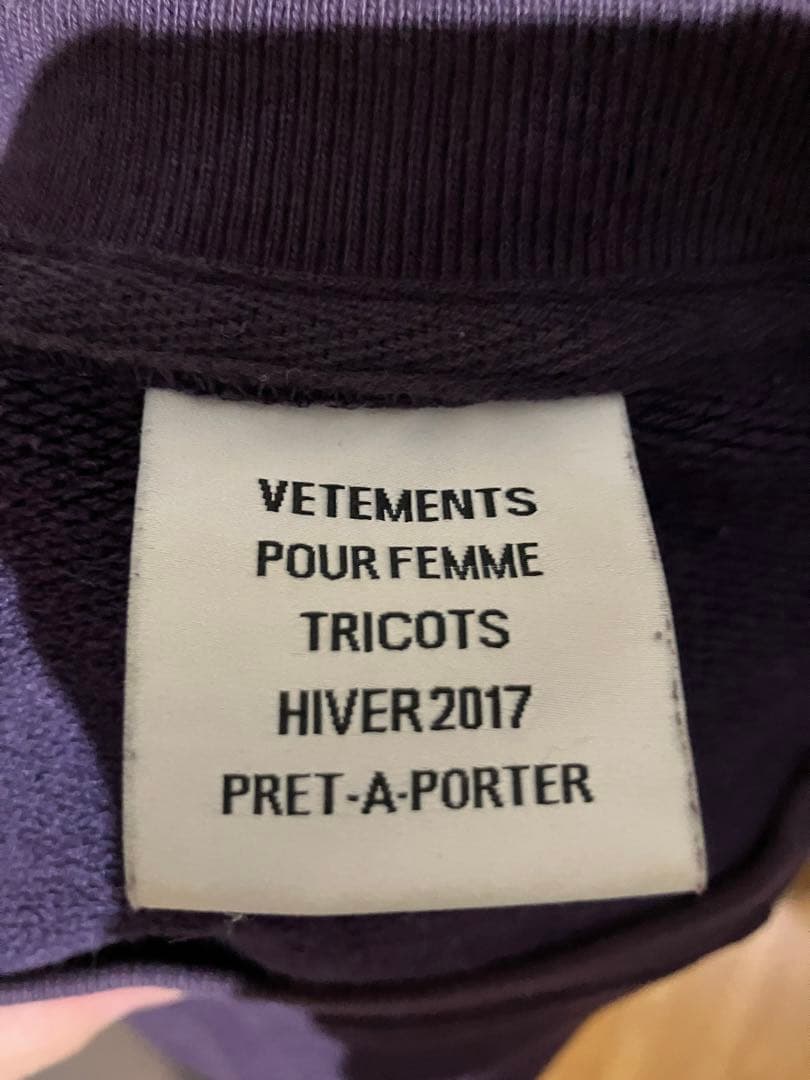 VETEMENTS
POUR FEMME
TRICOTS
HIVER 2017
PRET-A-PORTER